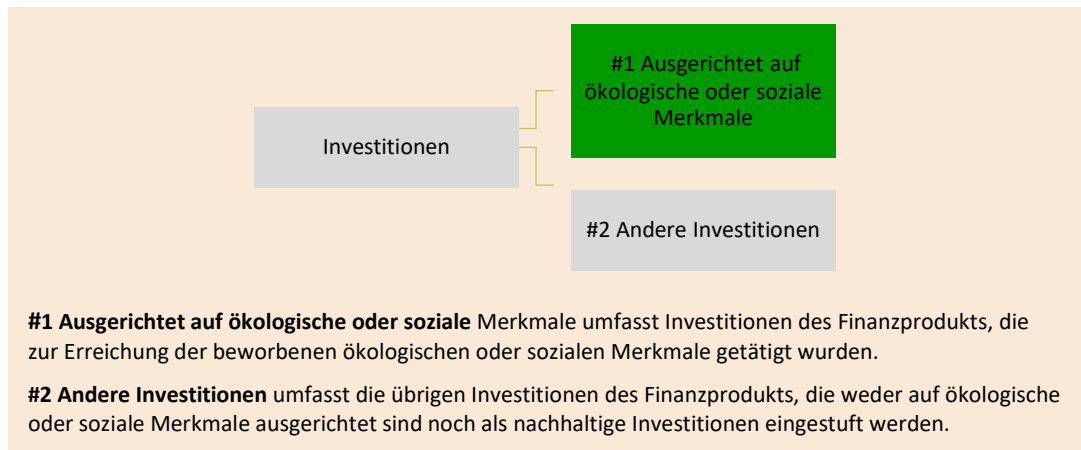 #1 Ausgerichtet auf
ökologische oder soziale
Merkmale
Investitionen
#2 Andere Investitionen
#1 Ausgerichtet auf ökologische oder soziale Merkmale umfasst Investitionen des Finanzprodukts, die
zur Erreichung der beworbenen ökologischen oder sozialen Merkmale getätigt wurden.
#2 Andere Investitionen umfasst die übrigen Investitionen des Finanzprodukts, die weder auf ökologische
oder soziale Merkmale ausgerichtet sind noch als nachhaltige Investitionen eingestuft werden.